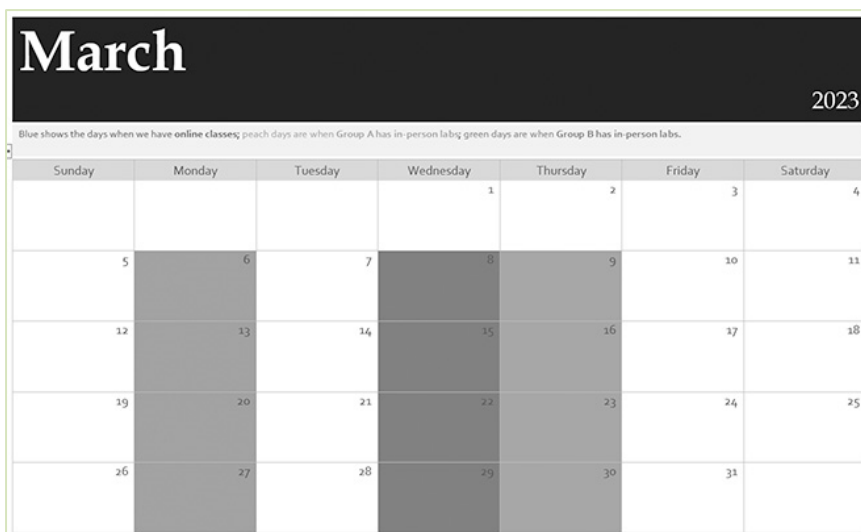 March
2023
Blue shows the days when we have online classes; peach days are when Group A has in-person labs; green days are when Group B has in-person labs.
Sunday Monday Tuesday Wednesday Thursday Friday Saturday
1 2 3 4
5 6 7 8 9 10 11
12 13 14 15 16 17 18
19 20 21 22 23 24 25
26 27 28 29 30 31